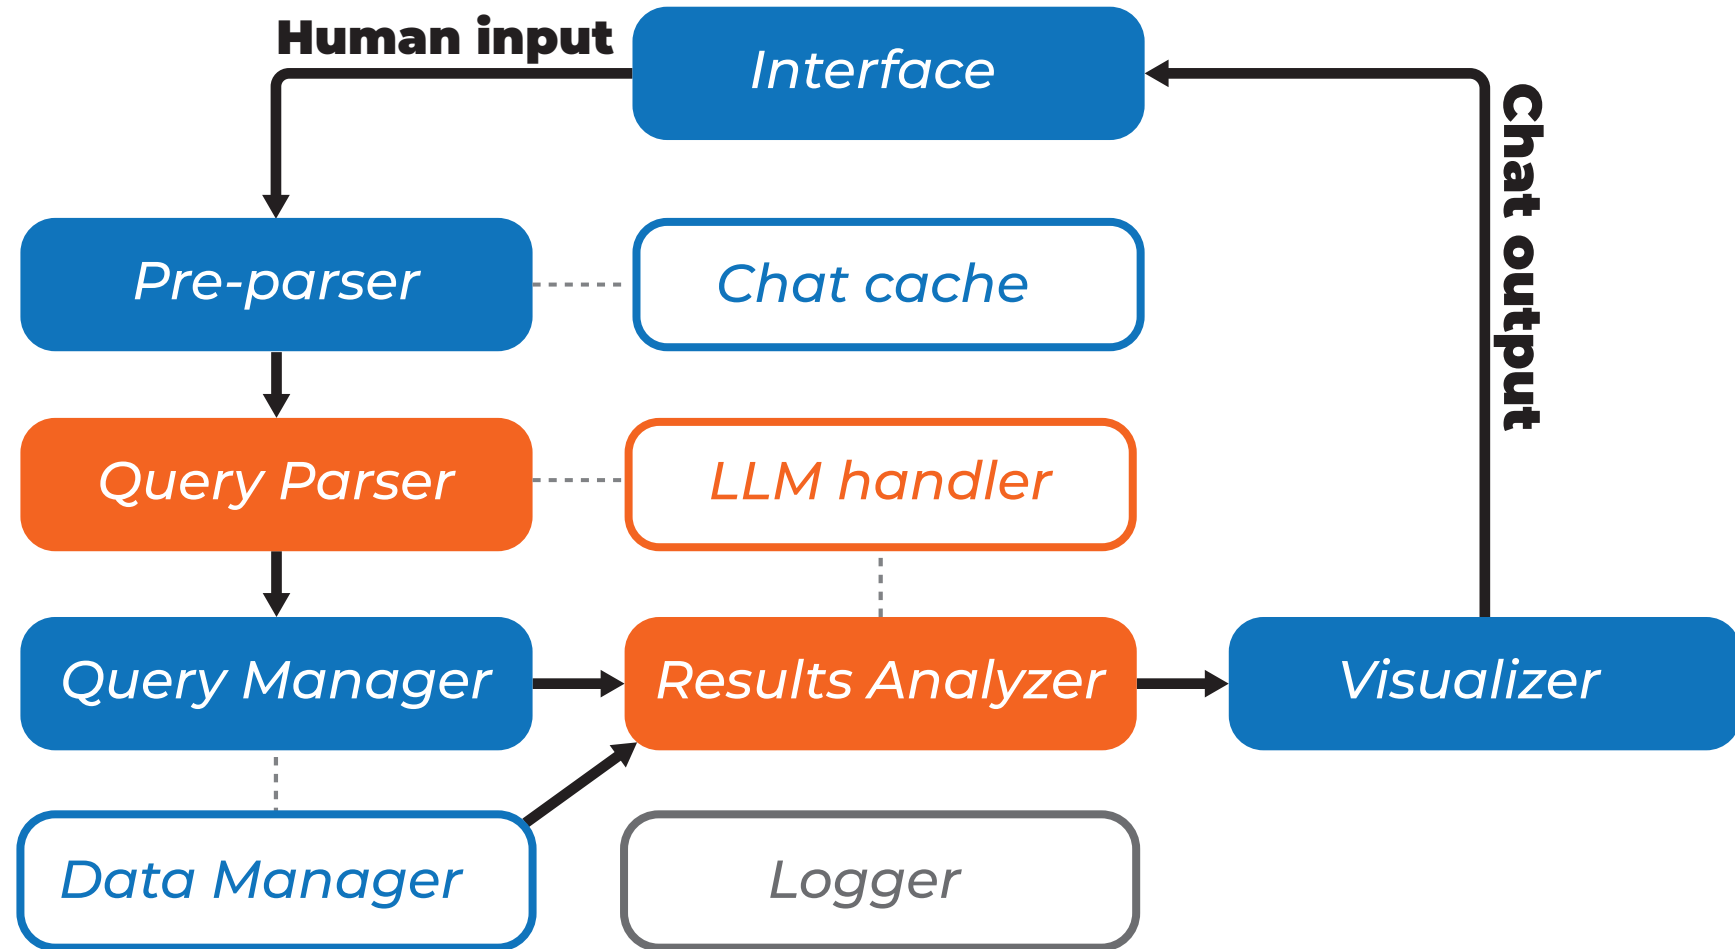 Human input
Interface
Chat output
Pre-parser
Chat cache
Query Parser
LLM handler
Query Manager
Results Analyzer
Visualizer
Data Manager
Logger